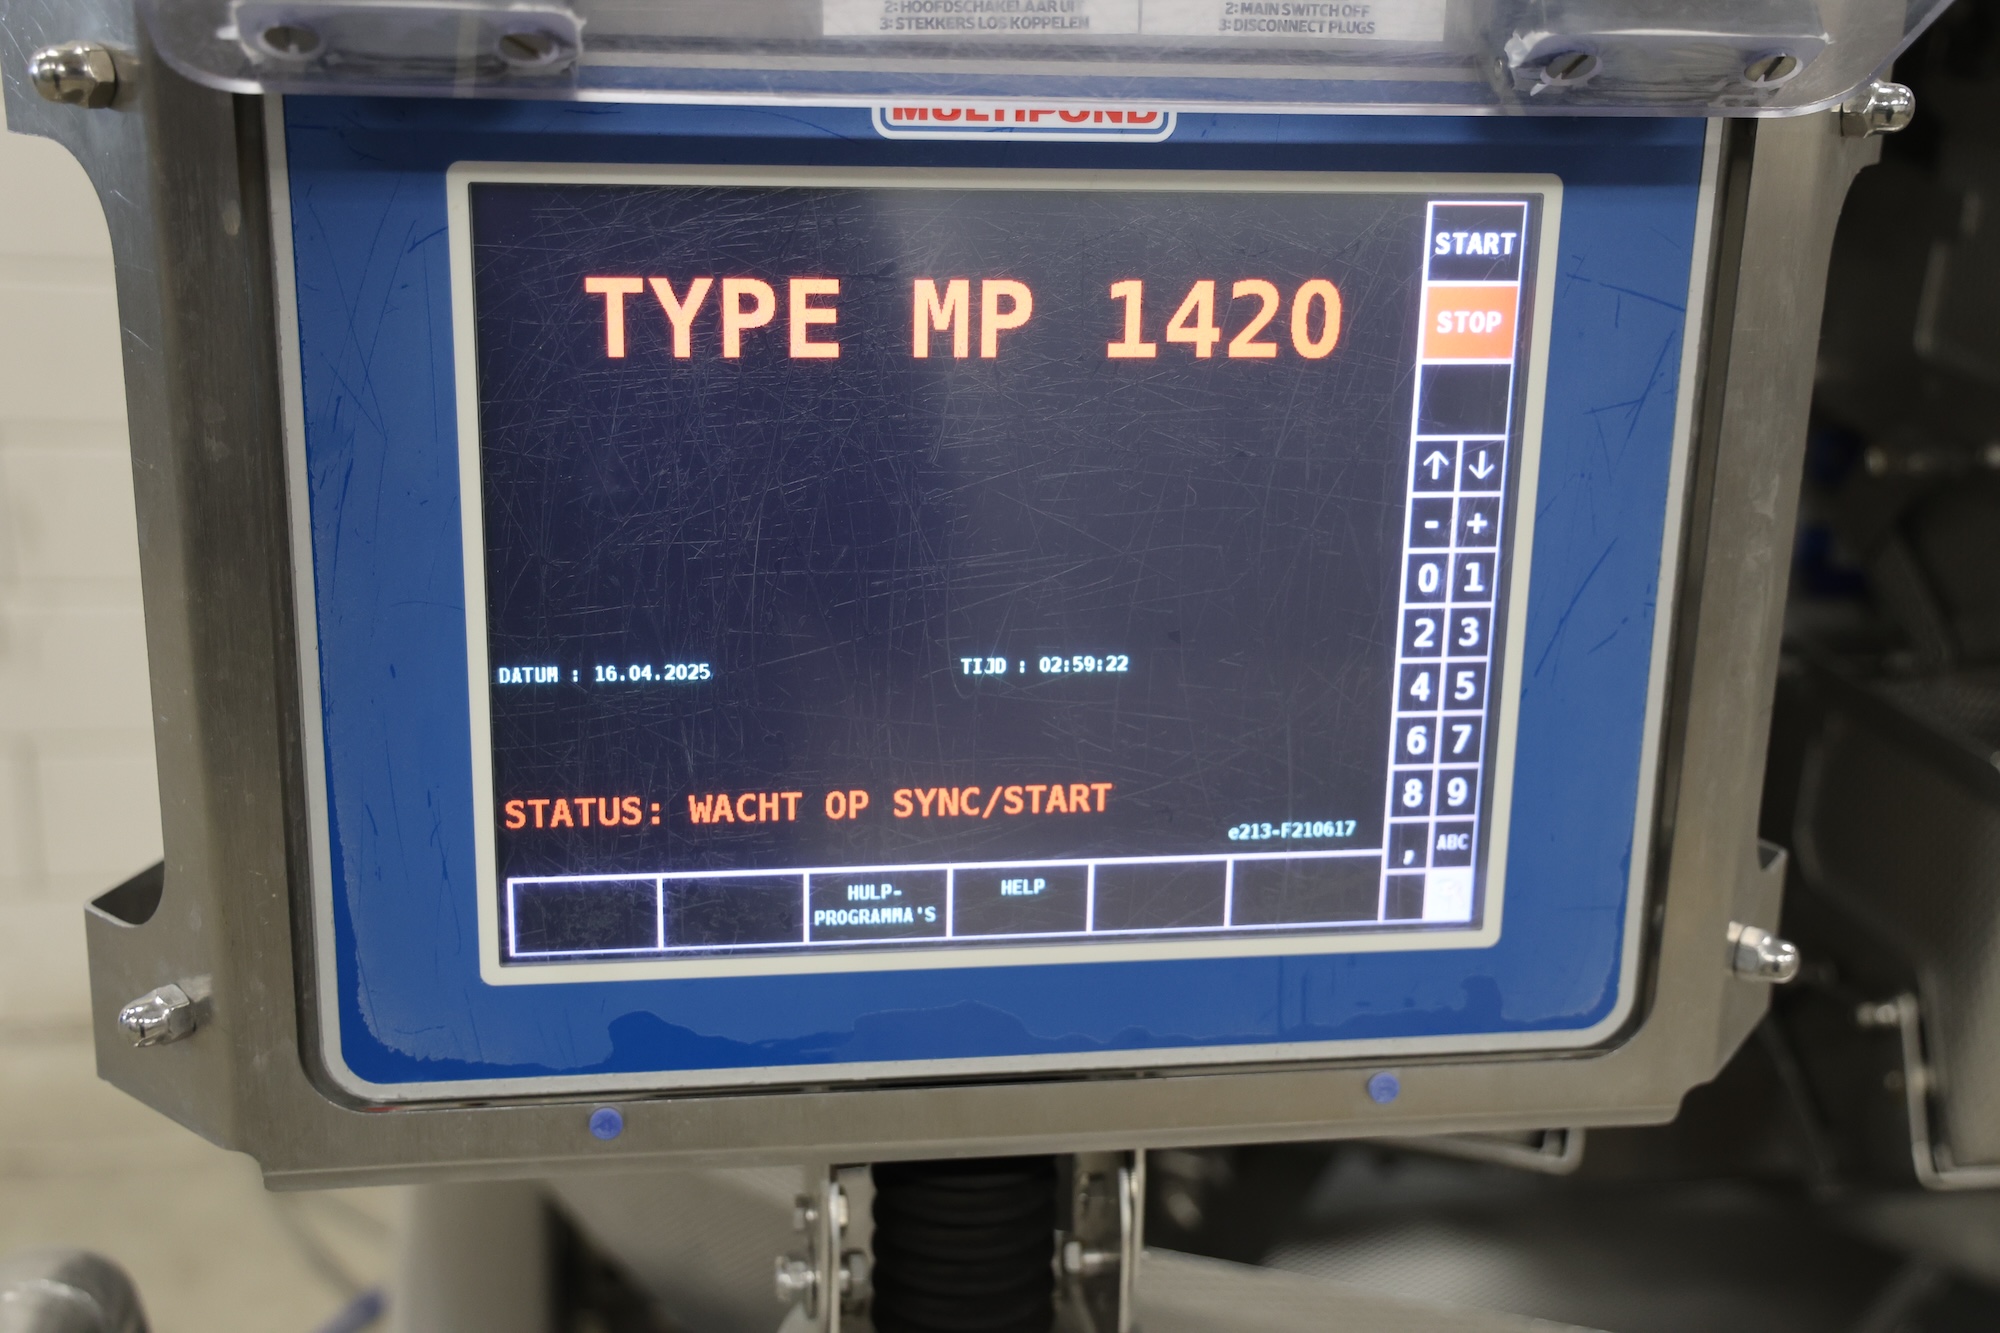 2: HOOFDSCHAKELAAR UIT
3: STEKKERS LOS KOPPELEN
2: MAIN SWITCH OFF
3: DISCONNECT PLUGS
MULTIPOND
TYPE MP 1420
DATUM : 16.04.2025
TIJD : 02:59:22
STATUS: WACHT OP SYNC/START
e213-F210617
HULP-
PROGRAMMA'S
HELP
START
STOP
↑ ↓
- +
0 1
2 3
4 5
6 7
8 9
, ABC